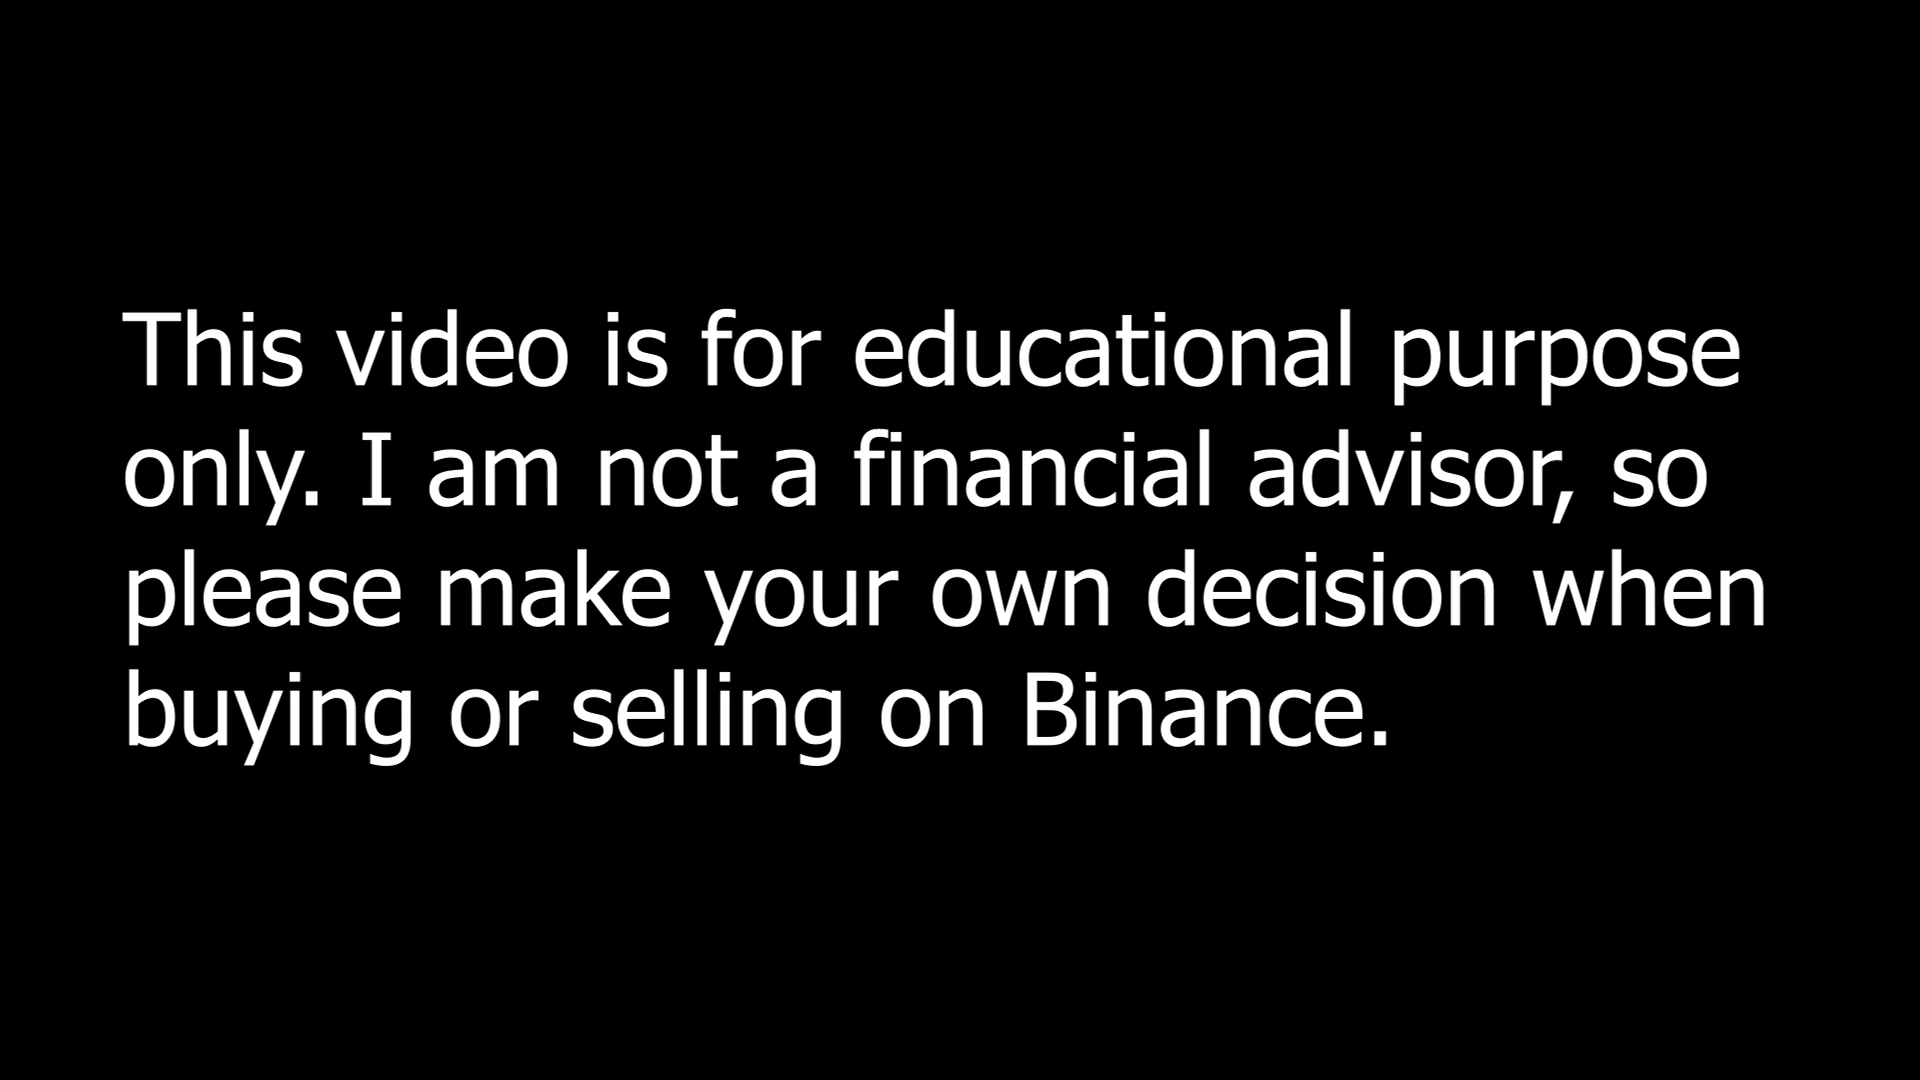 This video is for educational purpose
only. I am not a financial advisor, so
please make your own decision when
buying or selling on Binance.